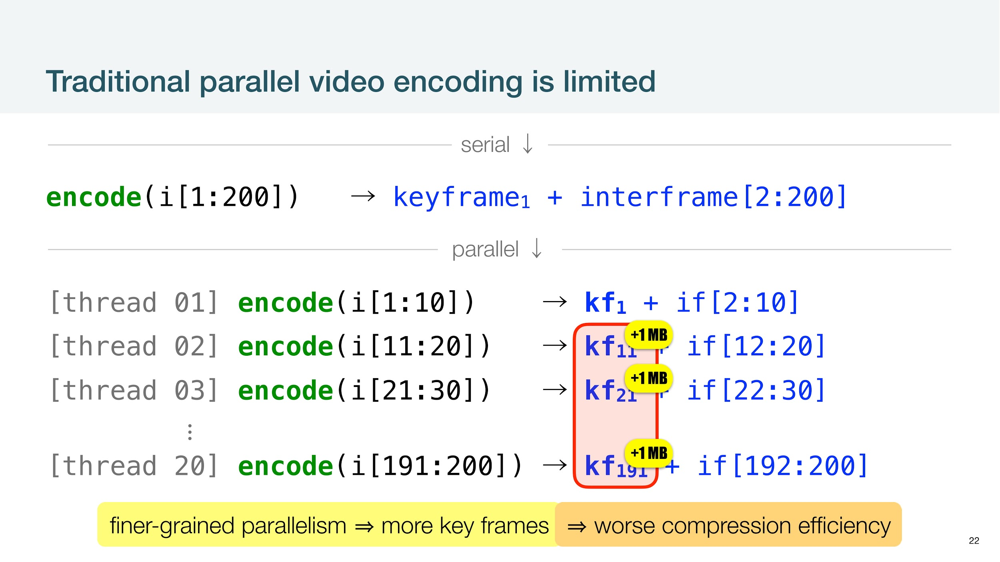 Traditional parallel video encoding is limited
serial ↓
encode(i[1:200]) → keyframe₁ + interframe[2:200]
parallel ↓
[thread 01] encode(i[1:10]) → kf₁ + if[2:10]
[thread 02] encode(i[11:20]) → kf₁₁ +1 MB + if[12:20]
[thread 03] encode(i[21:30]) → kf₂₁ +1 MB + if[22:30]
⋮
[thread 20] encode(i[191:200]) → kf₁₉₁ +1 MB + if[192:200]
finer-grained parallelism ⇒ more key frames ⇒ worse compression efficiency
22